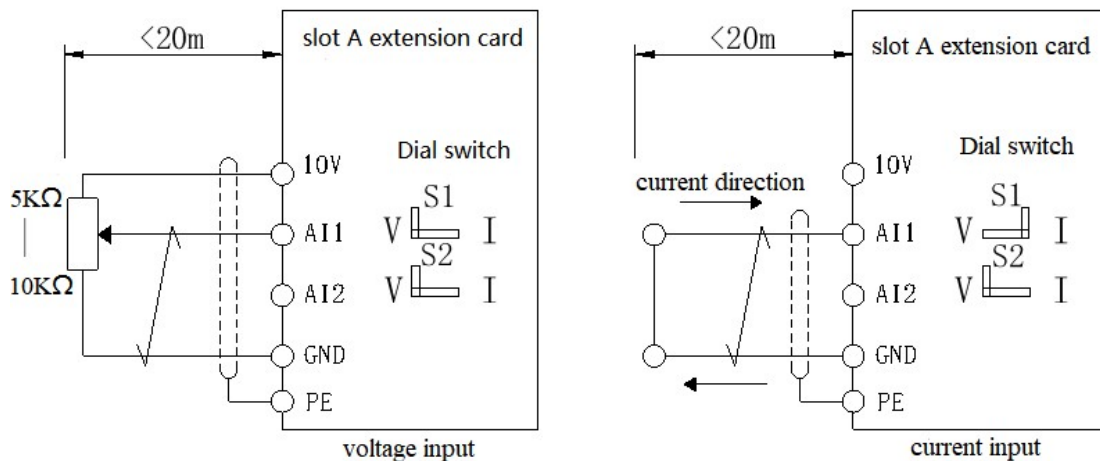 <20m
slot A extension card
10V
Dial switch
5KΩ
S1
AI1
V
I
S2
10KΩ
AI2
V
I
GND
PE
voltage input
<20m
slot A extension card
Dial switch
10V
current direction
S1
AI1
V
I
S2
AI2
V
I
GND
PE
current input